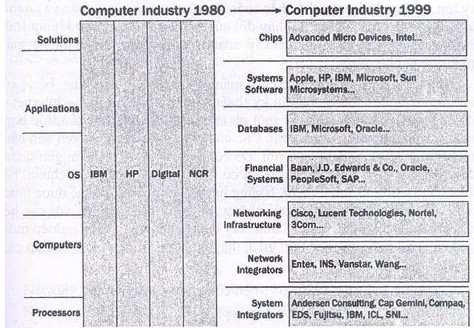 Computer Industry 1980
Computer Industry 1999
Solutions
Applications
OS
Computers
Processors
IBM
HP
Digital
NCR
Chips
Advanced Micro Devices, Intel...
Systems
Software
Apple, HP, IBM, Microsoft, Sun
Microsystems...
Databases
IBM, Microsoft, Oracle...
Financial
Systems
Baan, J.D. Edwards & Co., Oracle,
PeopleSoft, SAP...
Networking
Infrastructure
Cisco, Lucent Technologies, Nortel,
3Com...
Network
Integrators
Entex, INS, Vanstar, Wang...
System
Integrators
Andersen Consulting, Cap Gemini, Compaq,
EDS, Fujitsu, IBM, ICL, SNI...